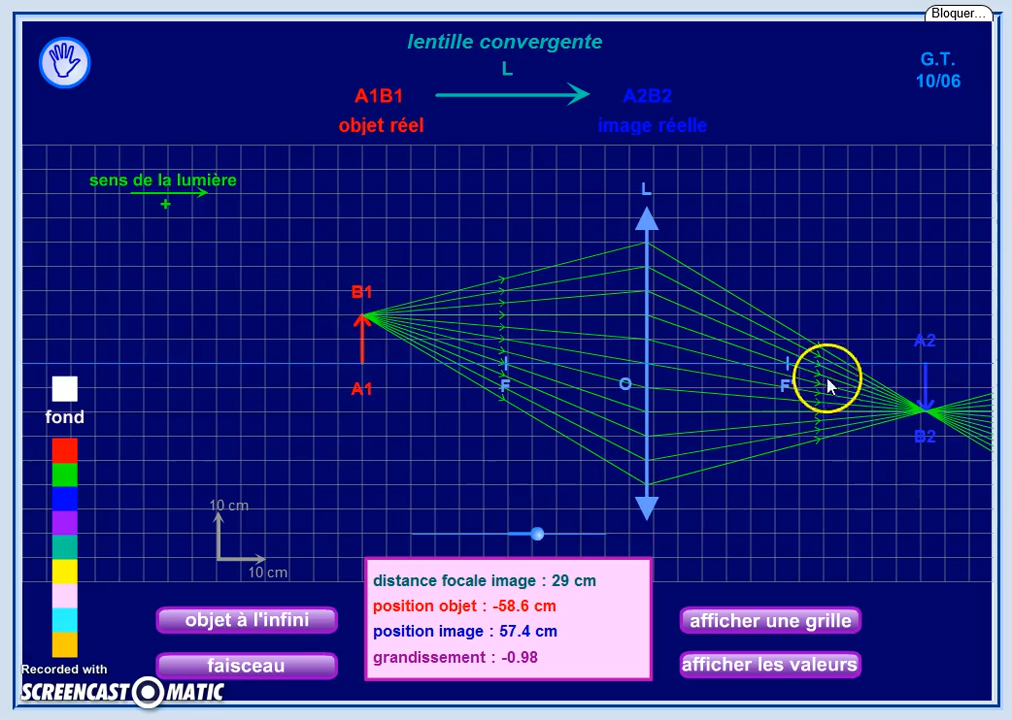 Bloquer...
lentille convergente
L
G.T.
10/06
A1B1
A2B2
objet réel
image réelle
sens de la lumière
+
L
B1
A2
F
O
F'
A1
B2
fond
10 cm
10 cm
distance focale image : 29 cm
position objet : -58.6 cm
position image : 57.4 cm
grandissement : -0.98
objet à l'infini
afficher une grille
faisceau
afficher les valeurs
Recorded with
SCREENCAST-O-MATIC